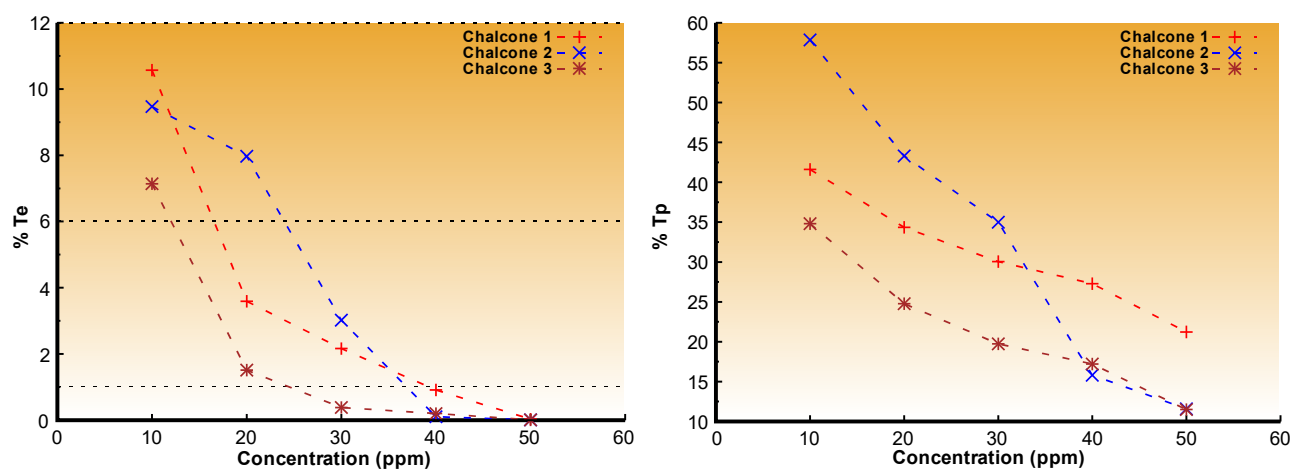 12
10
8
6
4
2
0
% Te
Chalcone 1
Chalcone 2
Chalcone 3
0 10 20 30 40 50 60
Concentration (ppm)
60
55
50
45
40
35
30
25
20
15
10
% Tp
Chalcone 1
Chalcone 2
Chalcone 3
0 10 20 30 40 50 60
Concentration (ppm)